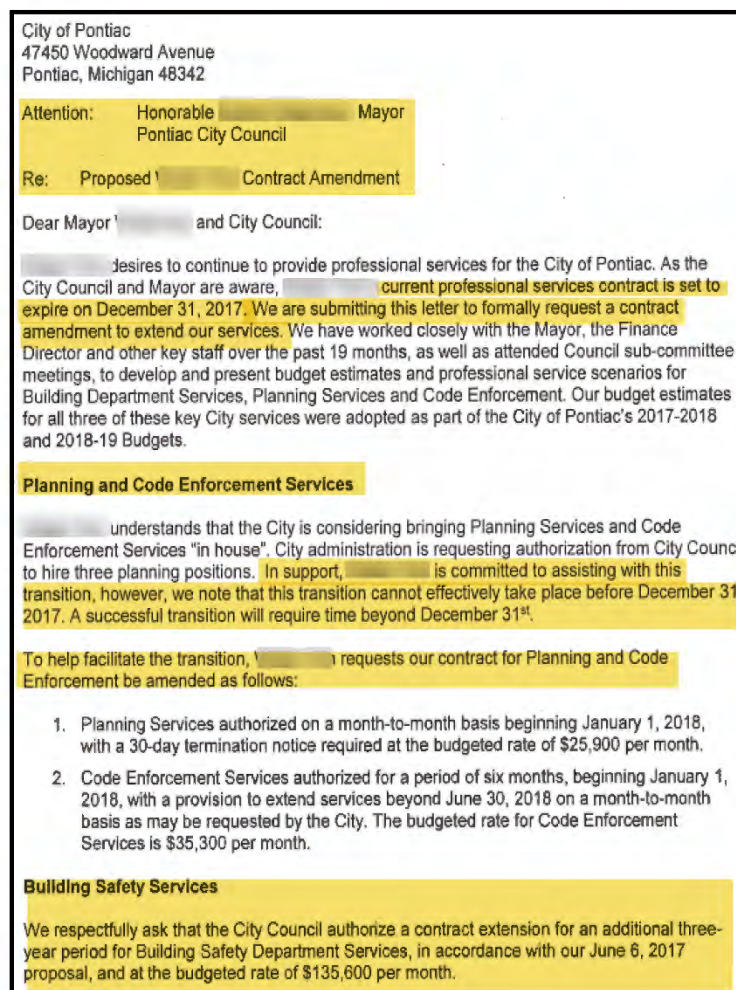 City of Pontiac
47450 Woodward Avenue
Pontiac, Michigan 48342
Attention: Honorable Mayor
Pontiac City Council
Re: Proposed Contract Amendment
Dear Mayor and City Council:
desires to continue to provide professional services for the City of Pontiac. As the
City Council and Mayor are aware, current professional services contract is set to
expire on December 31, 2017. We are submitting this letter to formally request a contract
amendment to extend our services. We have worked closely with the Mayor, the Finance
Director and other key staff over the past 19 months, as well as attended Council sub-committee
meetings, to develop and present budget estimates and professional service scenarios for
Building Department Services, Planning Services and Code Enforcement. Our budget estimates
for all three of these key City services were adopted as part of the City of Pontiac's 2017-2018
and 2018-19 Budgets.
Planning and Code Enforcement Services
understands that the City is considering bringing Planning Services and Code
Enforcement Services "in house". City administration is requesting authorization from City Counc
to hire three planning positions. In support, is committed to assisting with this
transition, however, we note that this transition cannot effectively take place before December 31
2017. A successful transition will require time beyond December 31st.
To help facilitate the transition, requests our contract for Planning and Code
Enforcement be amended as follows:
1. Planning Services authorized on a month-to-month basis beginning January 1, 2018,
with a 30-day termination notice required at the budgeted rate of $25,900 per month.
2. Code Enforcement Services authorized for a period of six months, beginning January 1,
2018, with a provision to extend services beyond June 30, 2018 on a month-to-month
basis as may be requested by the City. The budgeted rate for Code Enforcement
Services is $35,300 per month.
Building Safety Services
We respectfully ask that the City Council authorize a contract extension for an additional three-
year period for Building Safety Department Services, in accordance with our June 6, 2017
proposal, and at the budgeted rate of $135,600 per month.